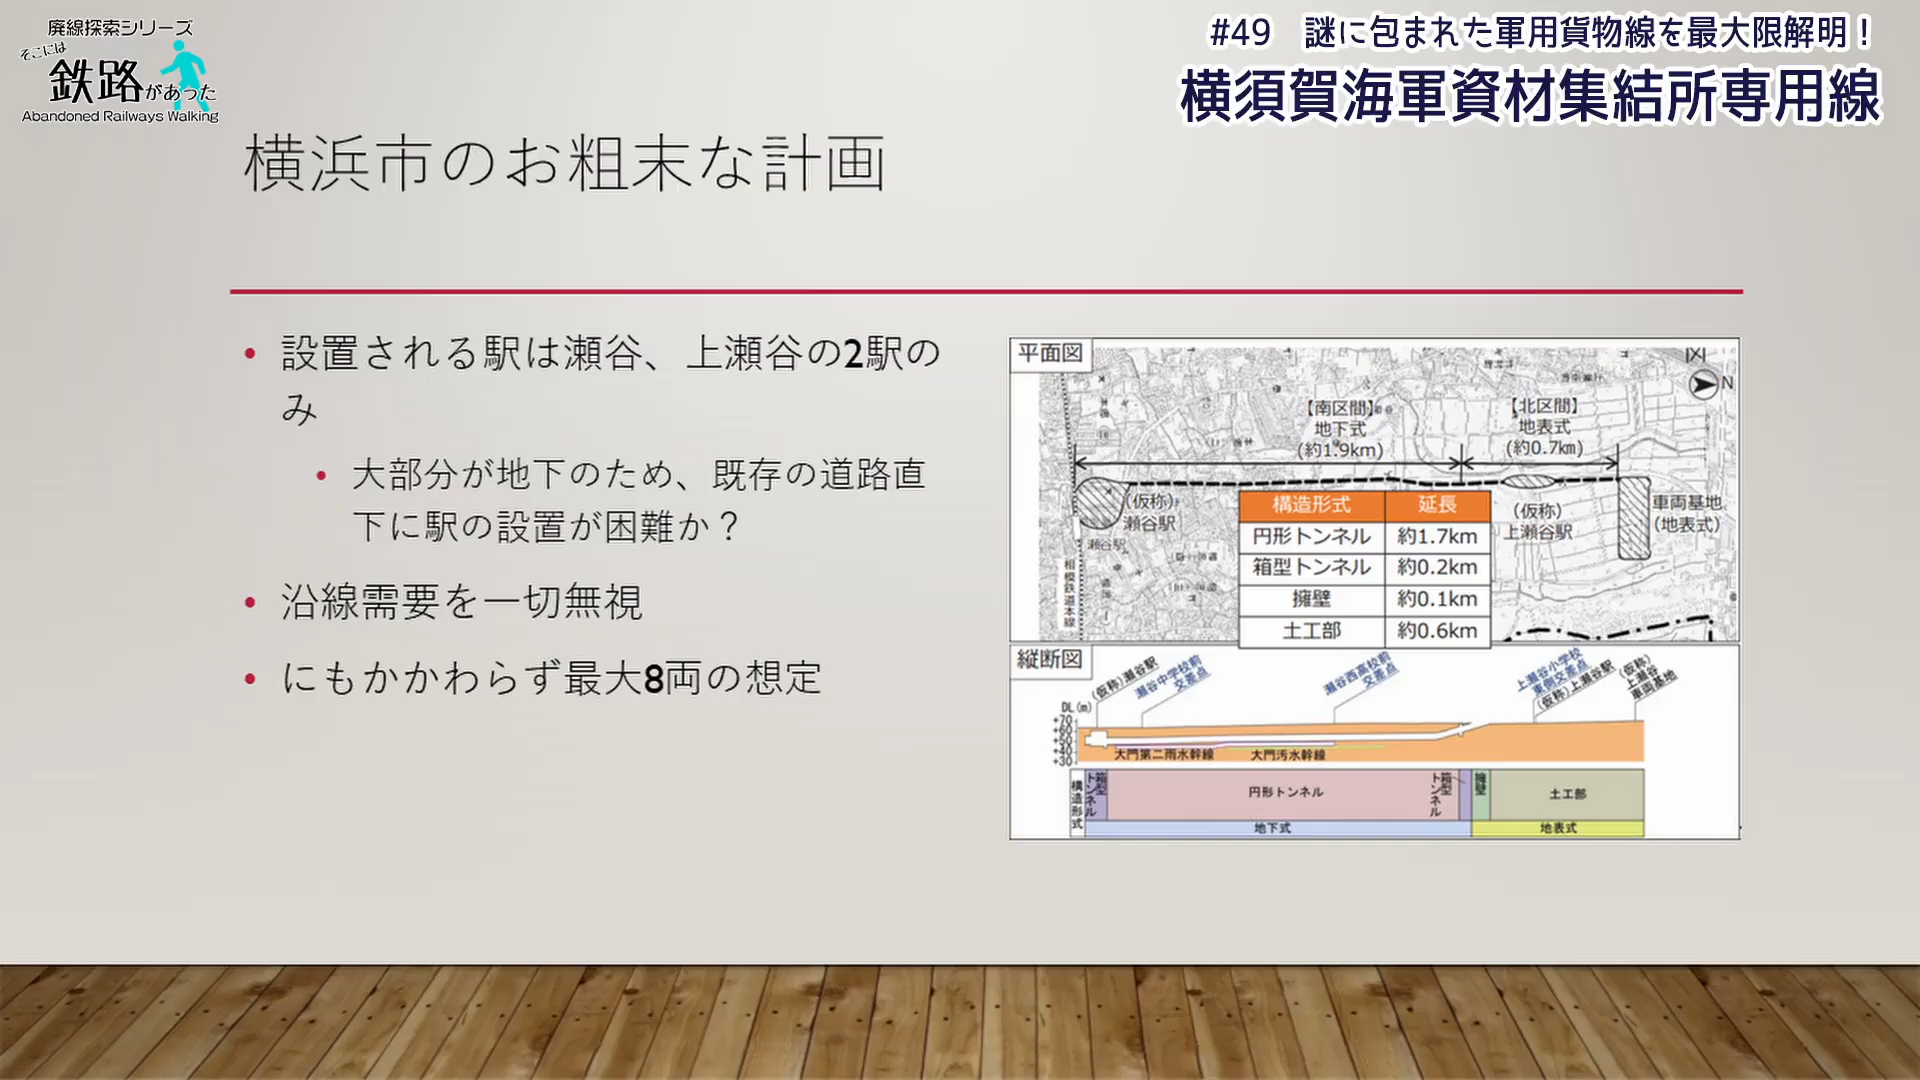 廃線探索シリーズ
そこには
鉄路があった
Abandoned Railways Walking
#49 謎に包まれた軍用貨物線を最大限解明！
横須賀海軍資材集結所専用線
横浜市のお粗末な計画
• 設置される駅は瀬谷、上瀬谷の2駅の
み
• 大部分が地下のため、既存の道路直
下に駅の設置が困難か？
• 沿線需要を一切無視
• にもかかわらず最大8両の想定
平面図
N
【南区間】
地下式
(約1.9km)
【北区間】
地表式
(約0.7km)
(仮称)
瀬谷駅
瀬谷駅
相模鉄道本線
(仮称)
上瀬谷駅
車両基地
(地表式)
構造形式 延長
円形トンネル 約1.7km
箱型トンネル 約0.2km
擁壁 約0.1km
土工部 約0.6km
縦断図
(仮称)瀬谷駅
瀬谷中学校前
交差点
瀬谷西高校前
交差点
上瀬谷小学校
東側交差点
(仮称)上瀬谷駅
(仮称)
上瀬谷
車両基地
DL(m)
+70
+60
+50
+40
+30
大門第二雨水幹線
大門汚水幹線
構造形式
箱型
トンネル
円形トンネル
箱型
トンネル
擁壁
土工部
地下式
地表式